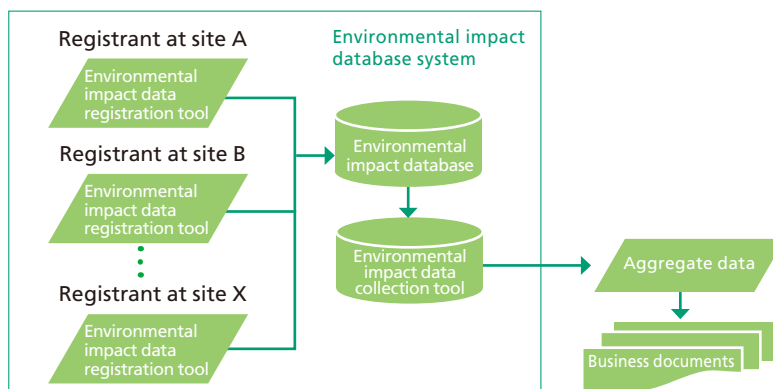 Registrant at site A
Environmental
impact data
registration tool
Registrant at site B
Environmental
impact data
registration tool
Registrant at site X
Environmental
impact data
registration tool
Environmental impact
database system
Environmental
impact database
Environmental
impact data
collection tool
Aggregate data
Business documents